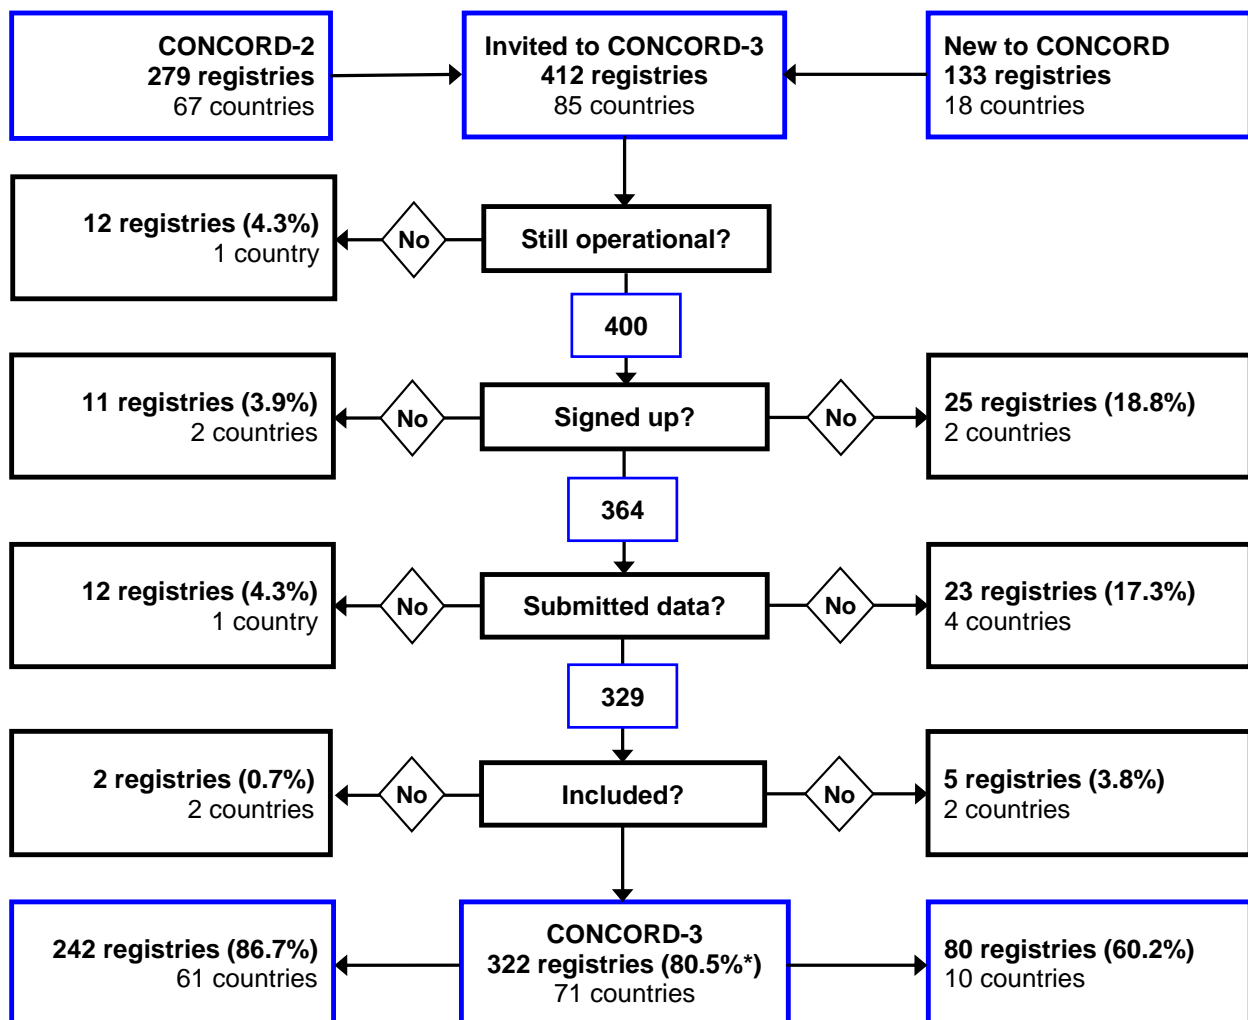 CONCORD-2
279 registries
67 countries
Invited to CONCORD-3
412 registries
85 countries
New to CONCORD
133 registries
18 countries
12 registries (4.3%)
1 country
No
Still operational?
400
11 registries (3.9%)
2 countries
No
Signed up?
No
25 registries (18.8%)
2 countries
364
12 registries (4.3%)
1 country
No
Submitted data?
No
23 registries (17.3%)
4 countries
329
2 registries (0.7%)
2 countries
No
Included?
No
5 registries (3.8%)
2 countries
242 registries (86.7%)
61 countries
CONCORD-3
322 registries (80.5%*)
71 countries
80 registries (60.2%)
10 countries